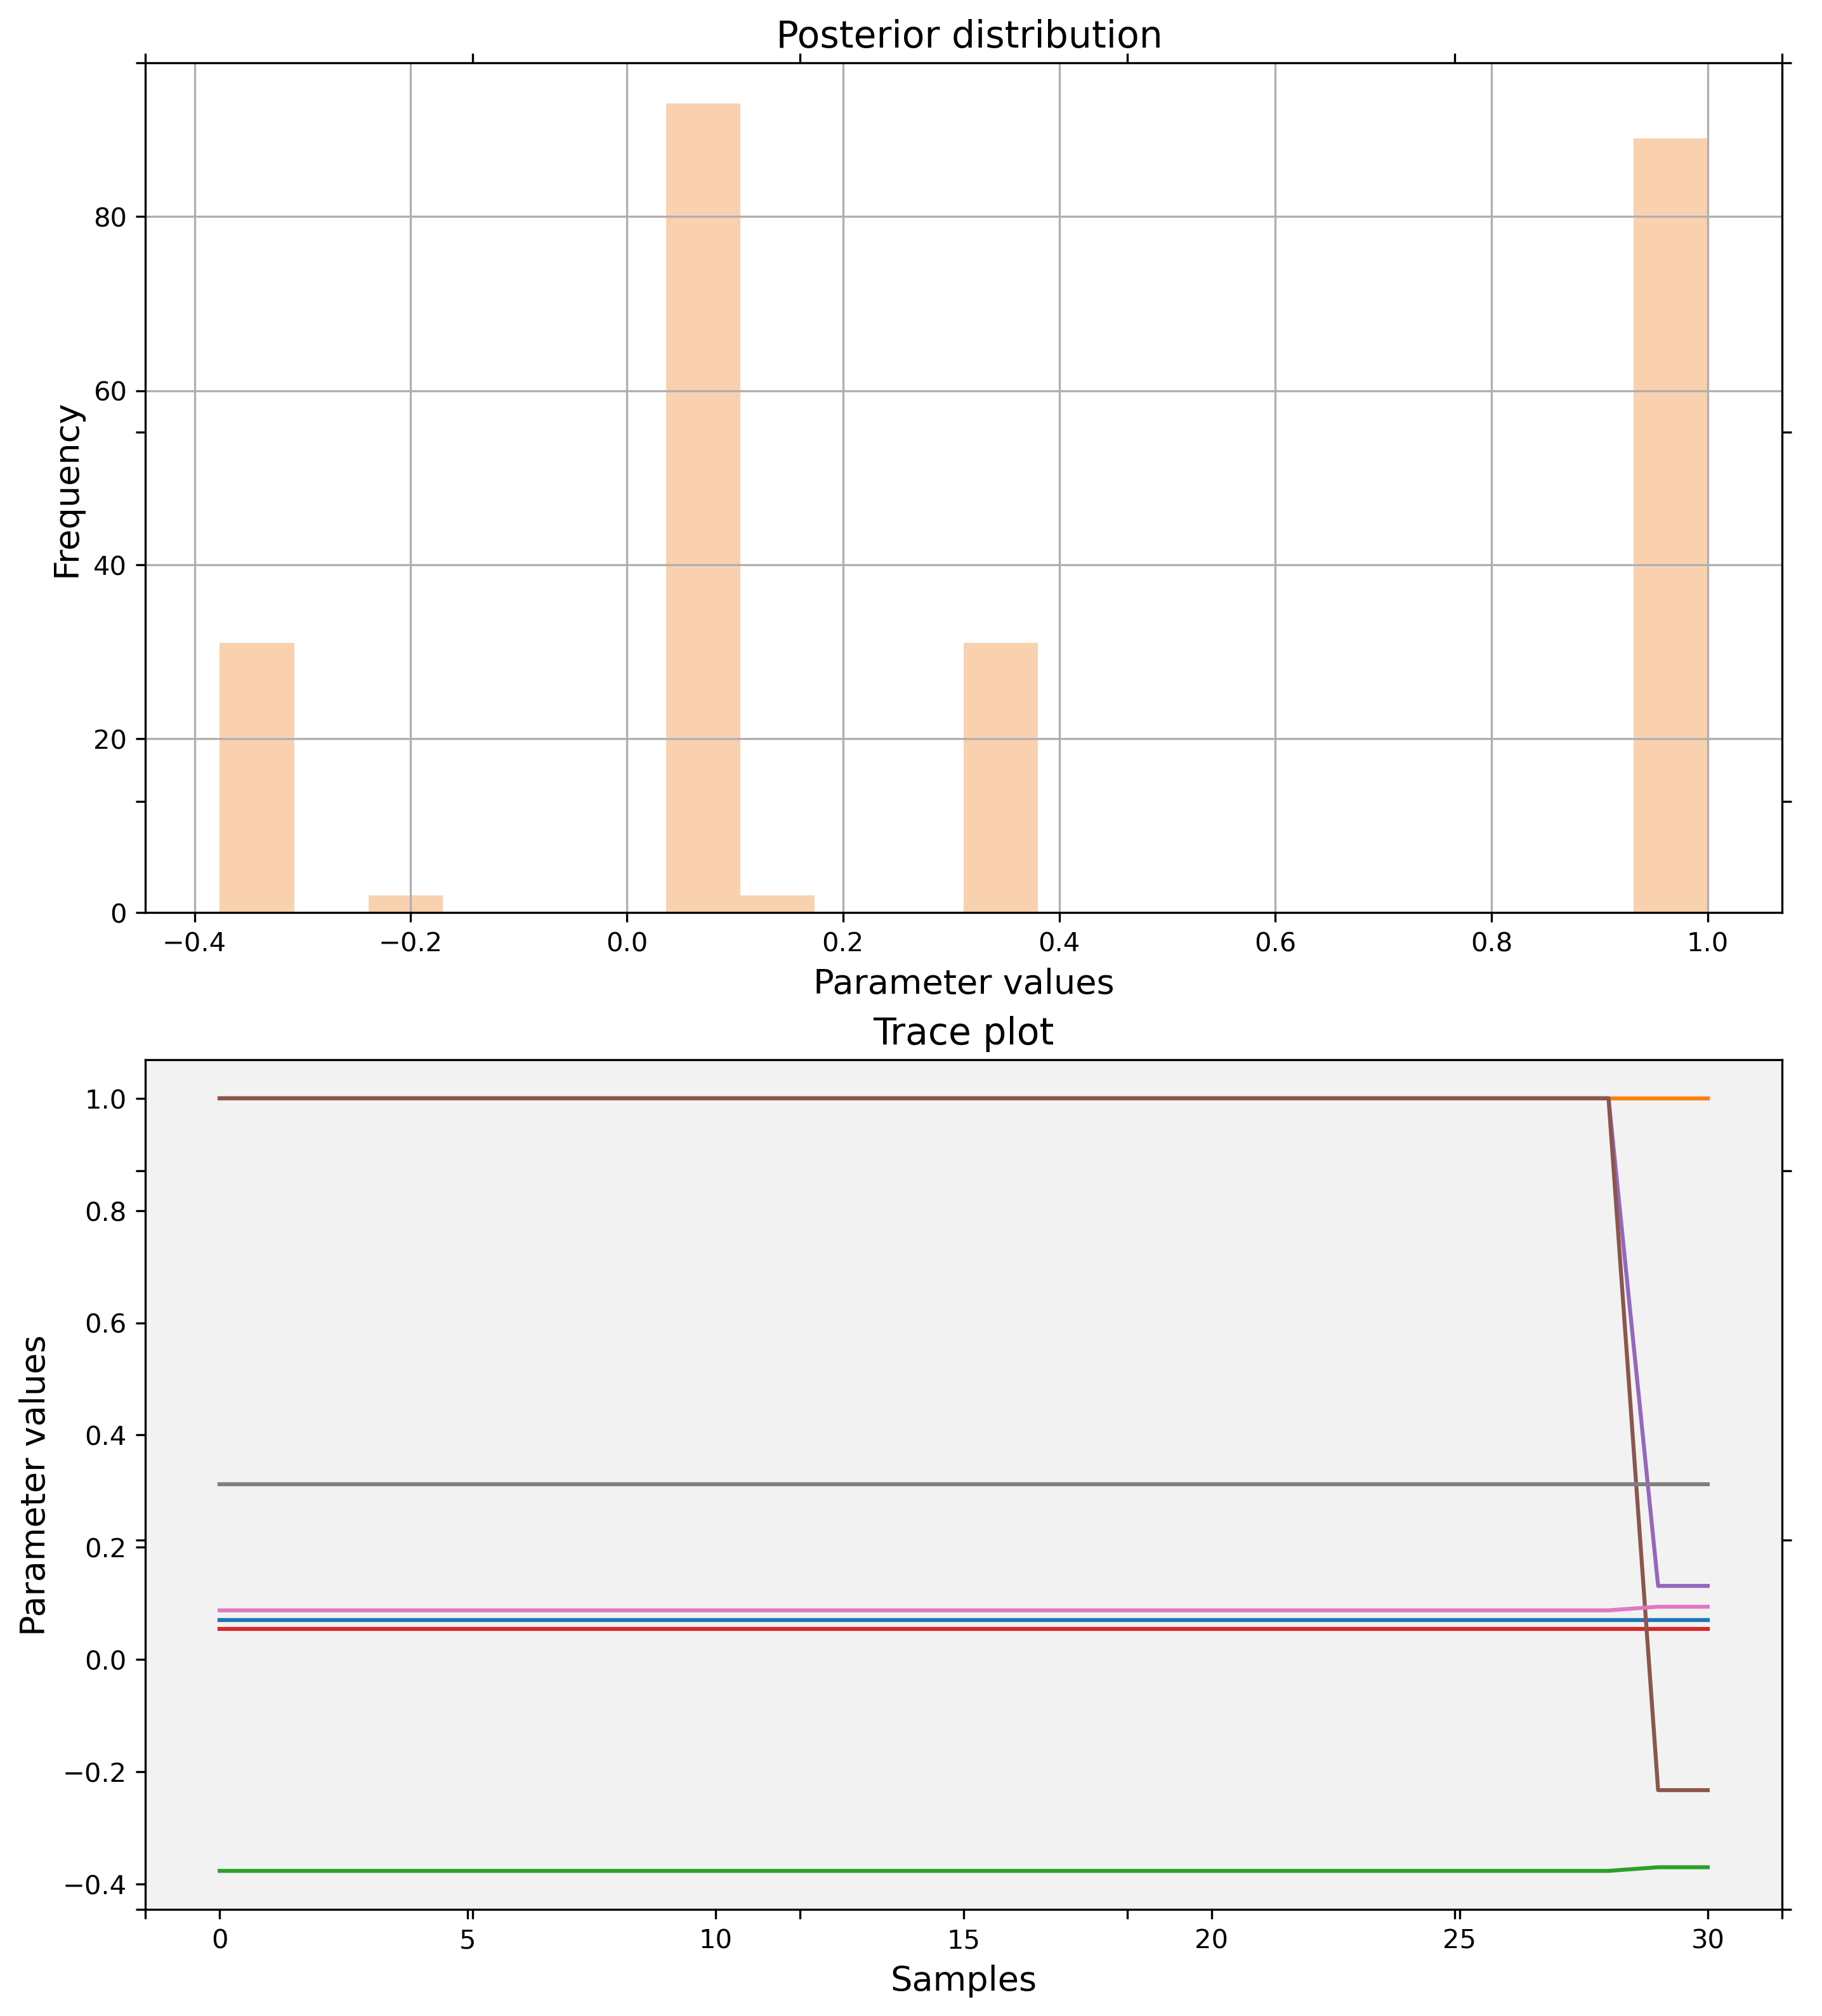 Posterior distribution
80
60
40
20
0
Frequency
−0.4 −0.2 0.0 0.2 0.4 0.6 0.8 1.0
Parameter values
Trace plot
1.0
0.8
0.6
0.4
0.2
0.0
−0.2
−0.4
Parameter values
0 5 10 15 20 25 30
Samples